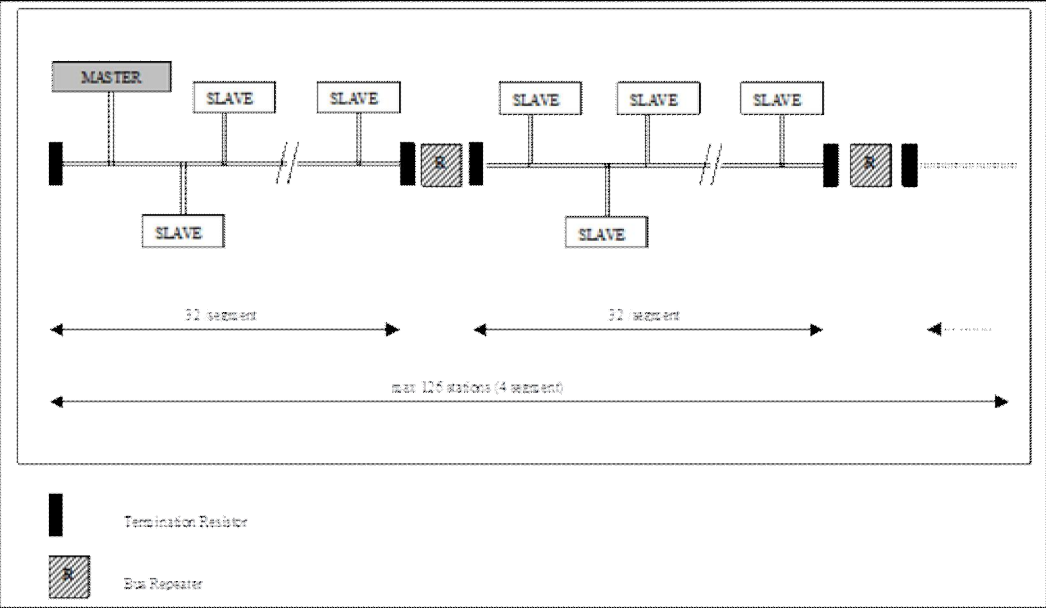 MASTER
SLAVE
SLAVE
SLAVE
SLAVE
SLAVE
R
R
SLAVE
SLAVE
32 segment
32 segment
max 126 stations (4 segment)
Termination Resistor
R
Bus Repeater